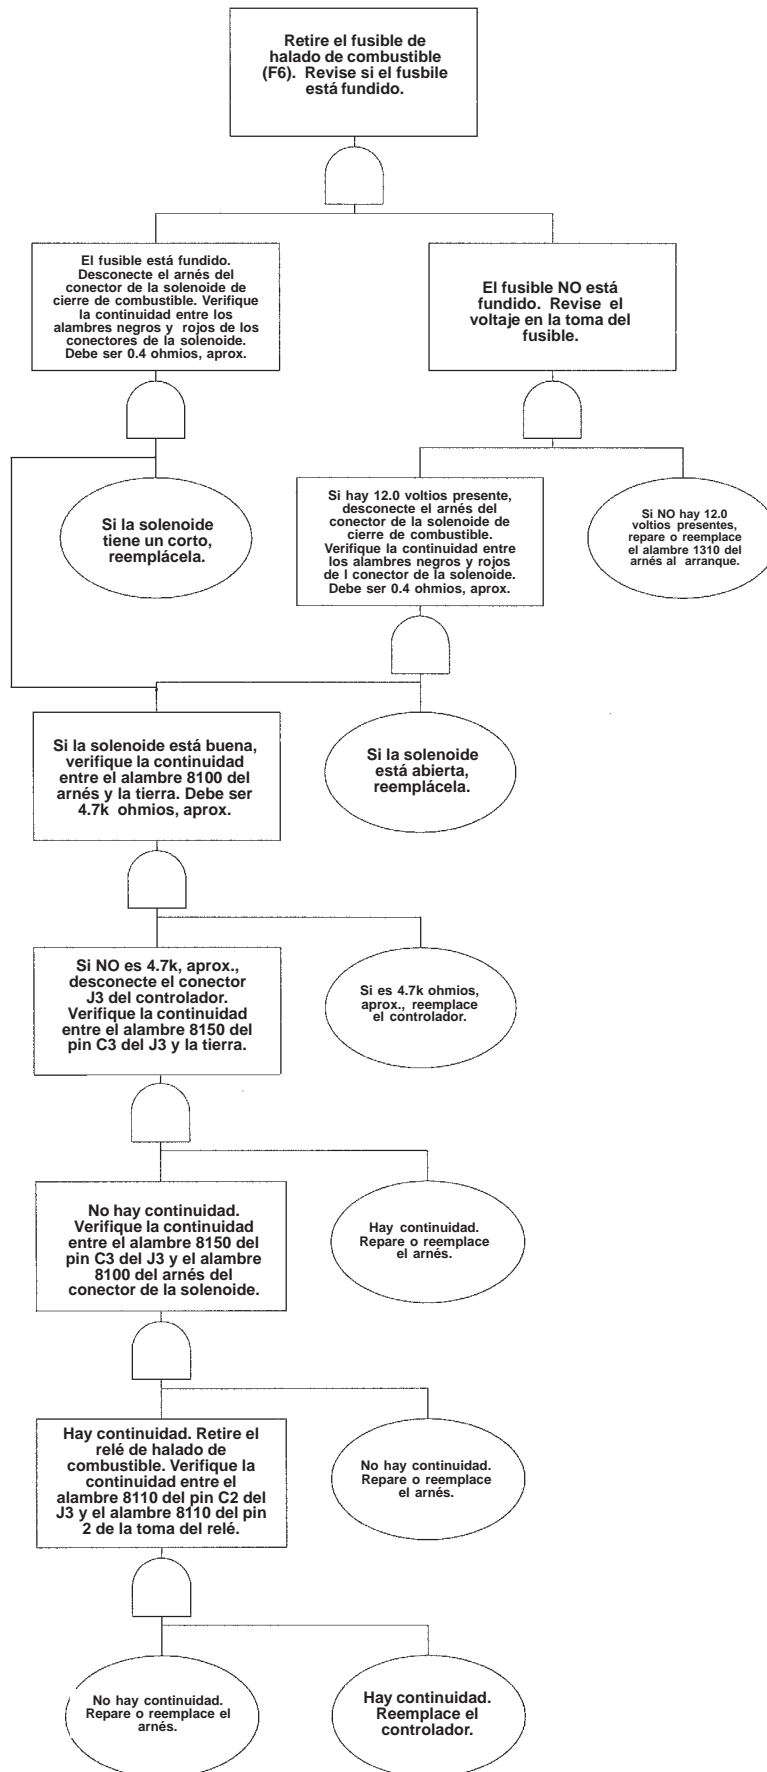 Retire el fusible de
halado de combustible
(F6). Revise si el fusbile
está fundido.
El fusible está fundido.
Desconecte el arnés del
conector de la solenoide de
cierre de combustible. Verifique
la continuidad entre los
alambres negros y rojos de los
conectores de la solenoide.
Debe ser 0.4 ohmios, aprox.
El fusible NO está
fundido. Revise el
voltaje en la toma del
fusible.
Si la solenoide
tiene un corto,
reemplácela.
Si hay 12.0 voltios presente,
desconecte el arnés del
conector de la solenoide de
cierre de combustible.
Verifique la continuidad entre
los alambres negros y rojos
de l conector de la solenoide.
Debe ser 0.4 ohmios, aprox.
Si NO hay 12.0
voltios presentes,
repare o reemplace
el alambre 1310 del
arnés al arranque.
Si la solenoide está buena,
verifique la continuidad
entre el alambre 8100 del
arnés y la tierra. Debe ser
4.7k ohmios, aprox.
Si la solenoide
está abierta,
reemplácela.
Si NO es 4.7k, aprox.,
desconecte el conector
J3 del controlador.
Verifique la continuidad
entre el alambre 8150 del
pin C3 del J3 y la tierra.
Si es 4.7k ohmios,
aprox., reemplace
el controlador.
No hay continuidad.
Verifique la continuidad
entre el alambre 8150 del
pin C3 del J3 y el alambre
8100 del arnés del
conector de la solenoide.
Hay continuidad.
Repare o reemplace
el arnés.
Hay continuidad. Retire el
relé de halado de
combustible. Verifique la
continuidad entre el
alambre 8110 del pin C2 del
J3 y el alambre 8110 del pin
2 de la toma del relé.
No hay continuidad.
Repare o reemplace
el arnés.
No hay continuidad.
Repare o reemplace el
arnés.
Hay continuidad.
Reemplace el
controlador.